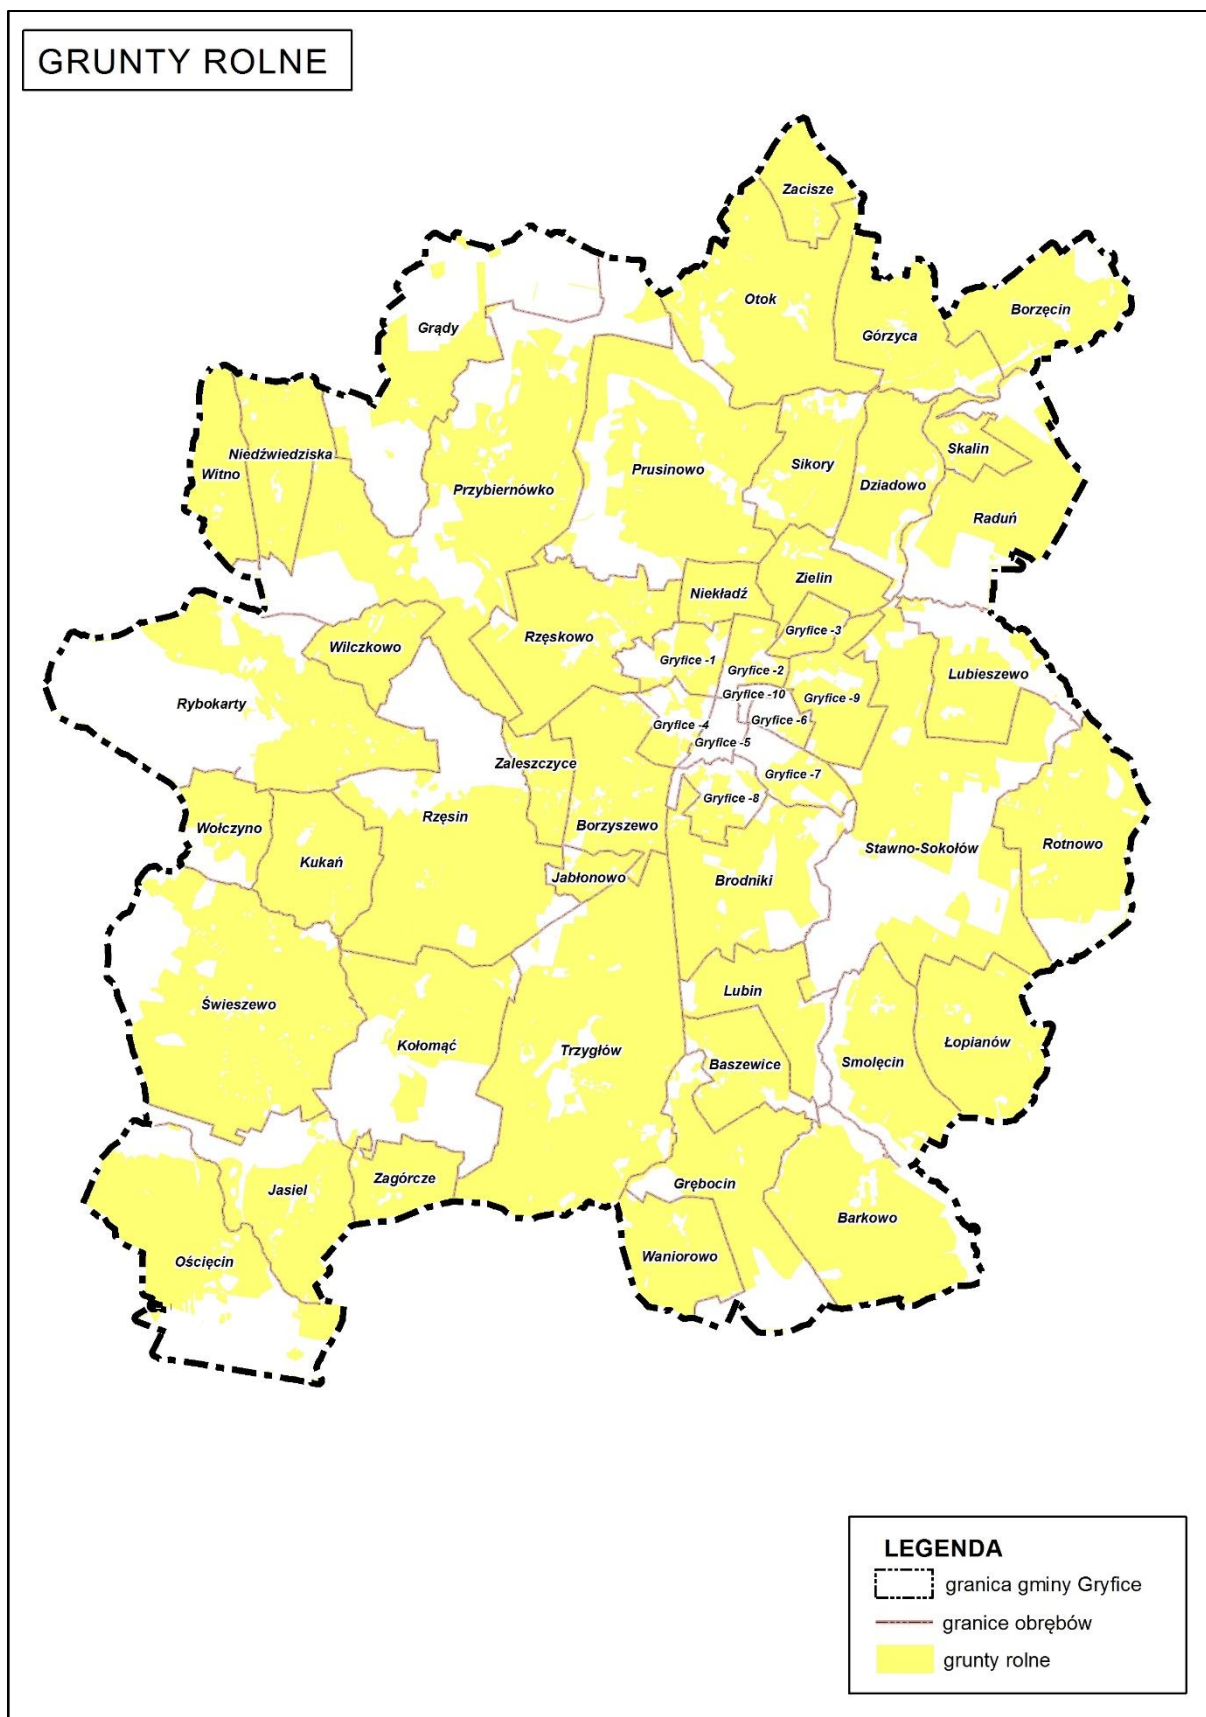 GRUNTY ROLNE
Zacisze
Otok
Borzęcin
Grądy
Górzyca
Skalin
Niedźwiedziska
Witno
Przybiernówko
Prusinowo
Sikory
Dziadowo
Raduń
Zielin
Niekładź
Rzęskowo
Gryfice -3
Wilczkowo
Gryfice -1
Gryfice -2
Lubieszewo
Rybokarty
Gryfice -10
Gryfice -9
Gryfice -4
Gryfice -6
Gryfice -5
Zaleszczyce
Gryfice -7
Gryfice -8
Rzęsin
Wołczyno
Borzyszewo
Kukań
Stawno-Sokołów
Rotnowo
Jabłonowo
Brodniki
Lubin
Świeszewo
Kołomąć
Trzygłów
Łopianów
Baszewice
Smolęcin
Zagórcze
Grębocin
Jasiel
Barkowo
Waniorowo
Ościęcin
LEGENDA
granica gminy Gryfice
granice obrębów
grunty rolne